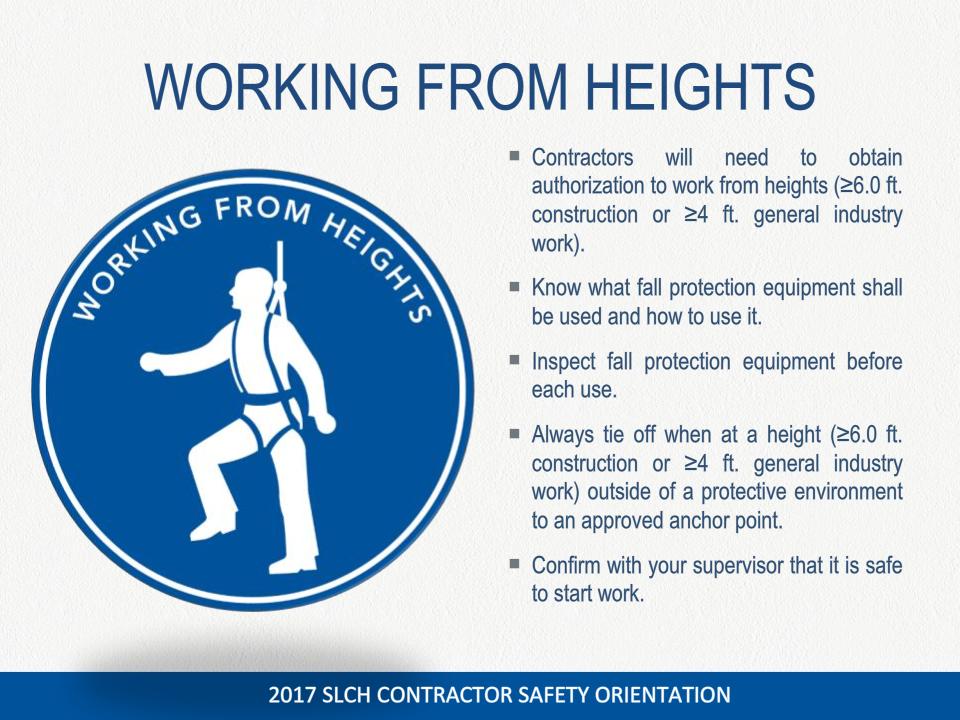 WORKING FROM HEIGHTS
WORKING FROM HEIGHTS
■ Contractors will need to obtain
authorization to work from heights (≥6.0 ft.
construction or ≥4 ft. general industry
work).
■ Know what fall protection equipment shall
be used and how to use it.
■ Inspect fall protection equipment before
each use.
■ Always tie off when at a height (≥6.0 ft.
construction or ≥4 ft. general industry
work) outside of a protective environment
to an approved anchor point.
■ Confirm with your supervisor that it is safe
to start work.
2017 SLCH CONTRACTOR SAFETY ORIENTATION